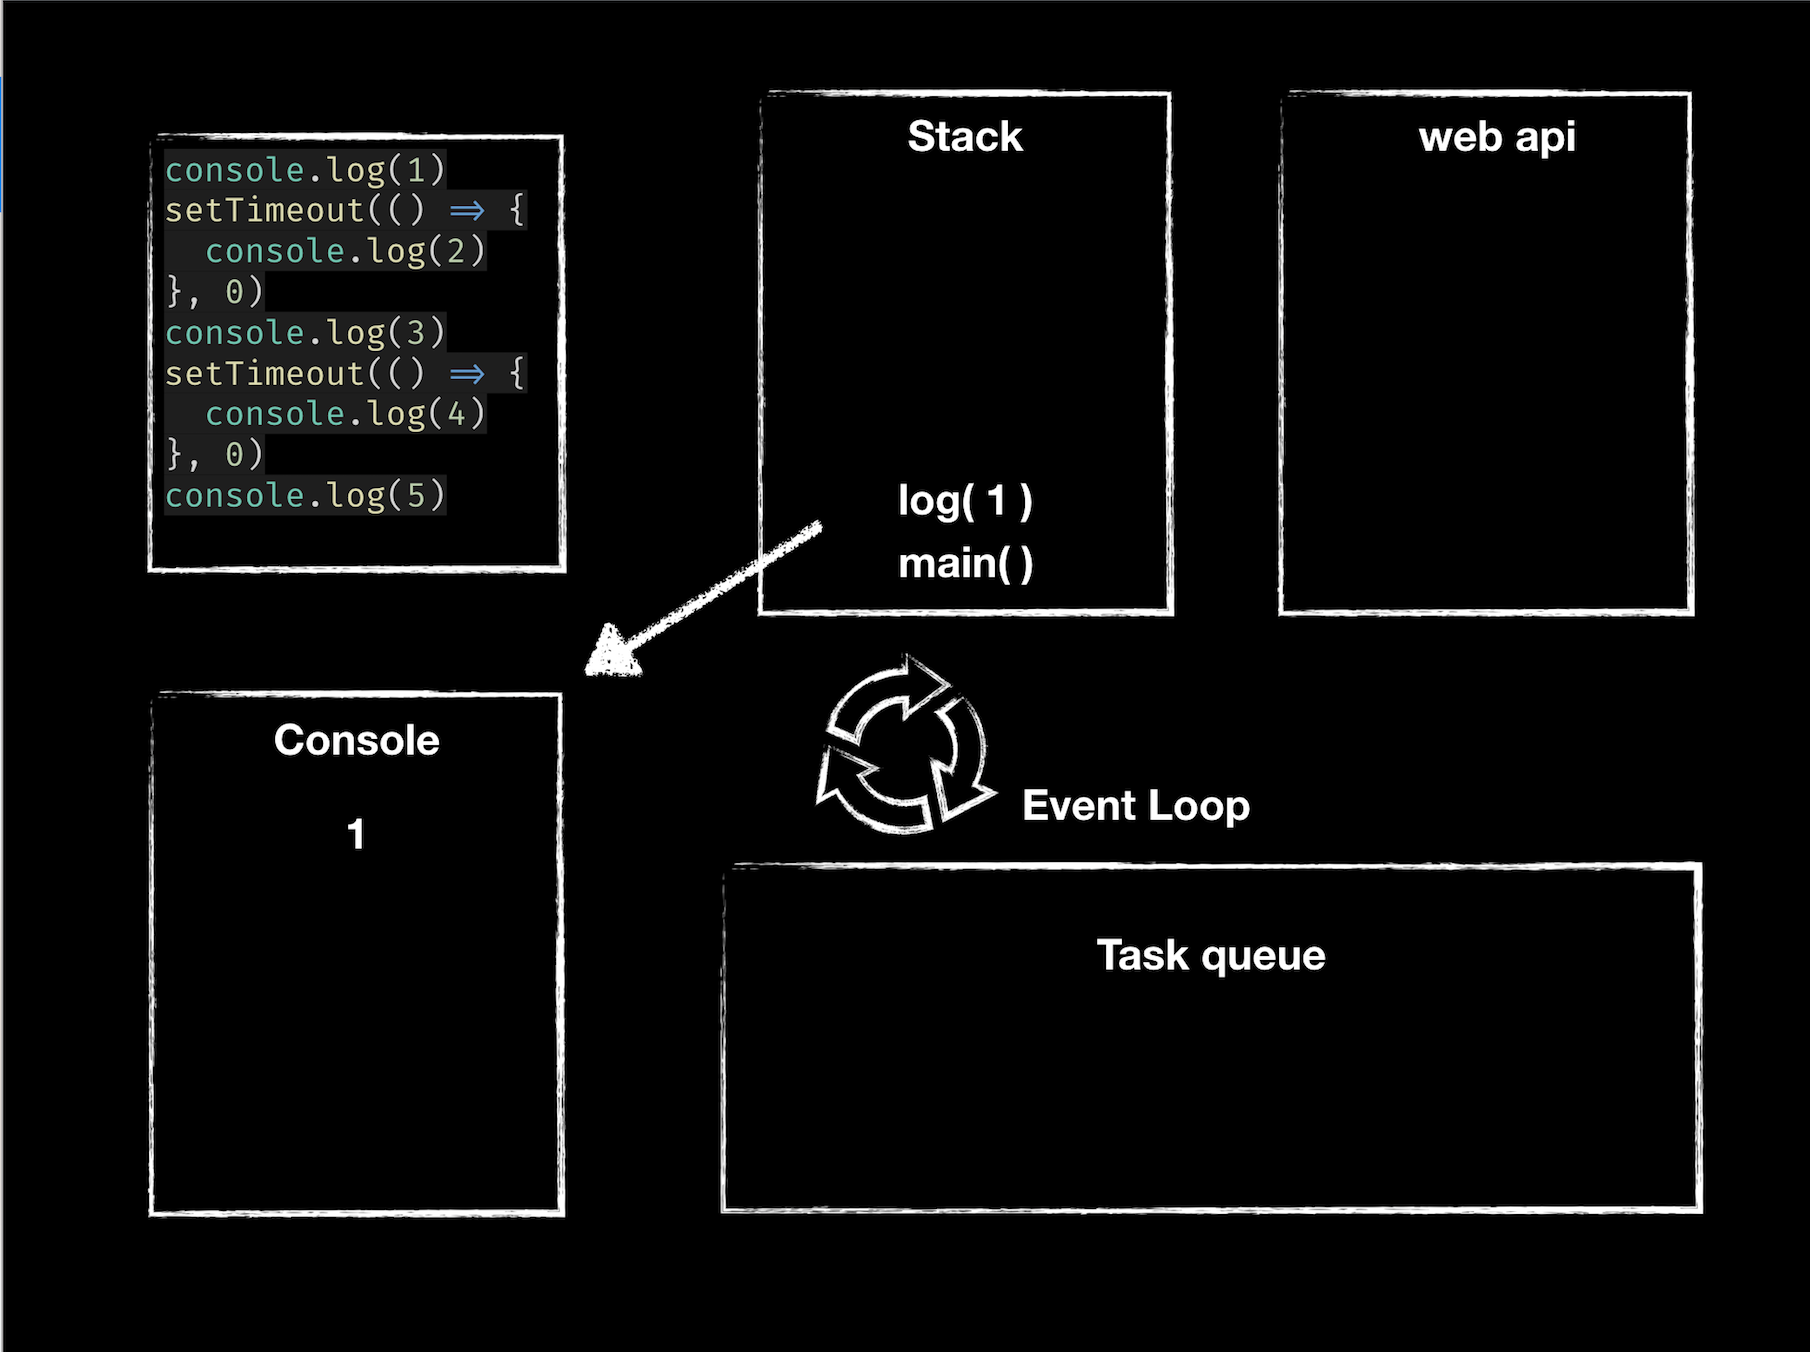 console.log(1)
setTimeout(() => {
  console.log(2)
}, 0)
console.log(3)
setTimeout(() => {
  console.log(4)
}, 0)
console.log(5)
Stack
log( 1 )
main( )
web api
Console
1
Event Loop
Task queue